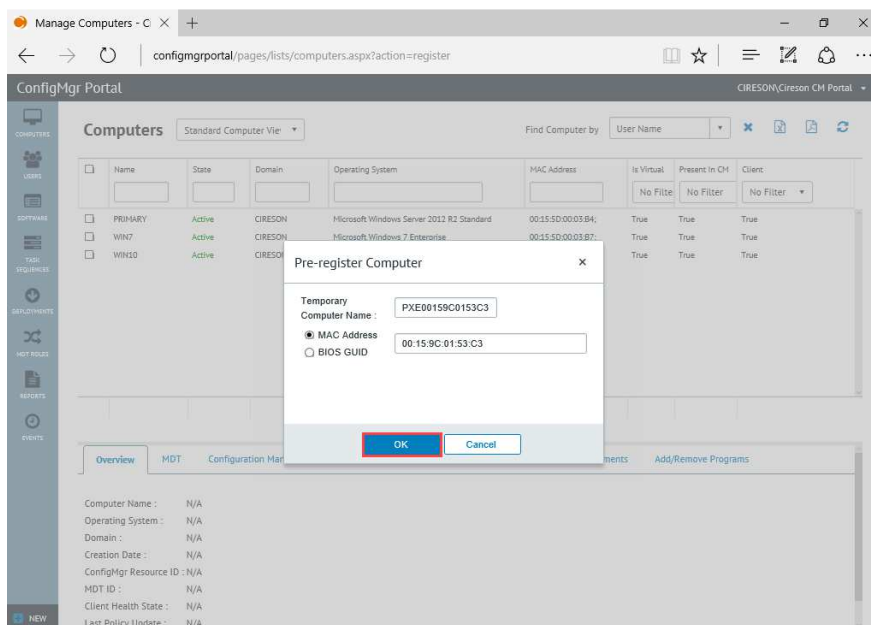 Manage Computers - Ci
configmgrportal/pages/lists/computers.aspx?action=register
ConfigMgr Portal
CIRESON\Cireson CM Portal
COMPUTERS
USERS
SOFTWARE
TASK SEQUENCES
DEPLOYMENTS
MDT ROLES
REPORTS
EVENTS
NEW
Computers
Standard Computer Vie
Find Computer by
User Name
Name State Domain Operating System MAC Address Is Virtual Present In CM Client
No Filte No Filter No Filter
PRIMARY Active CIRESON Microsoft Windows Server 2012 R2 Standard 00:15:5D:00:03:B4; True True True
WIN7 Active CIRESON Microsoft Windows 7 Enterprise 00:15:5D:00:03:B7; True True True
WIN10 Active CIRESO True True True
Pre-register Computer
Temporary
Computer Name :
PXE00159C0153C3
MAC Address
BIOS GUID
00:15:9C:01:53:C3
OK
Cancel
Overview MDT Configuration Man ments Add/Remove Programs
Computer Name : N/A
Operating System : N/A
Domain : N/A
Creation Date : N/A
ConfigMgr Resource ID : N/A
MDT ID : N/A
Client Health State : N/A
Last Policy Update : N/A